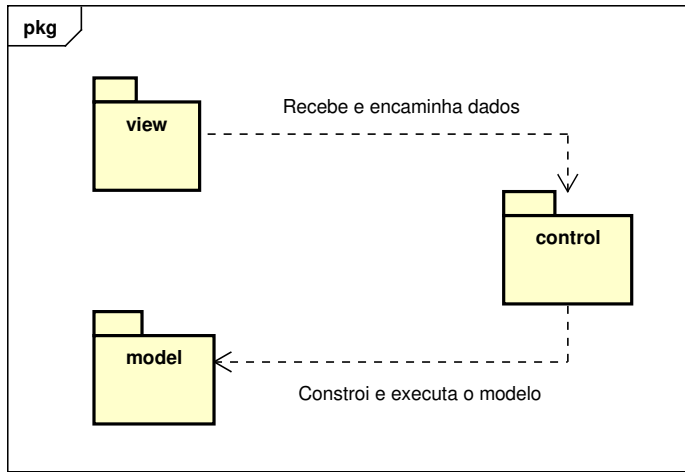 pkg
Recebe e encaminha dados
view
control
model
Constroi e executa o modelo